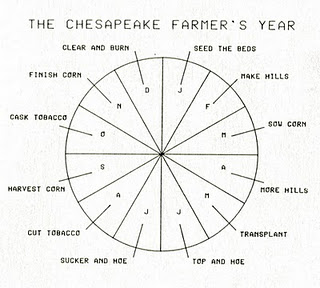 THE CHESAPEAKE FARMER'S YEAR
CLEAR AND BURN
SEED THE BEDS
FINISH CORN
MAKE HILLS
D
J
N
F
CASK TOBACCO
SOW CORN
O
M
S
A
HARVEST CORN
MORE HILLS
A
M
CUT TOBACCO
TRANSPLANT
J
J
SUCKER AND HOE
TOP AND HOE